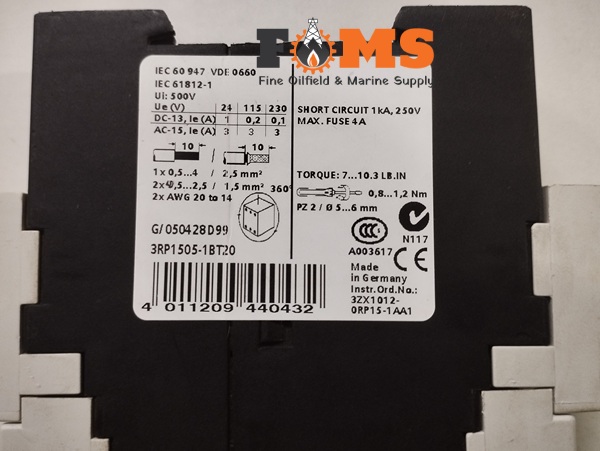 FOMS
Fine Oilfield & Marine Supply
IEC 60 947 VDE 0660
IEC 61812-1
Ui: 500V
Ue (V) 24 115 230
DC-13, Ie (A) 1 0,2 0,1
AC-15, Ie (A) 3 3 3
10 / 10
1 x 0,5...4 / 2,5 mm²
2x 0,5...2,5 / 1,5 mm²
2x AWG 20 to 14
360°
G/ 050428 D99
3RP1505-1BT20
4 011209 440432
SHORT CIRCUIT 1kA, 250V
MAX. FUSE 4A
TORQUE: 7...10.3 LB.IN
0,8...1,2 Nm
PZ 2 / Ø 5...6 mm
CCC
A003617
N117
Made
in Germany
Instr.Ord.No.:
3ZX1012-
0RP15-1AA1